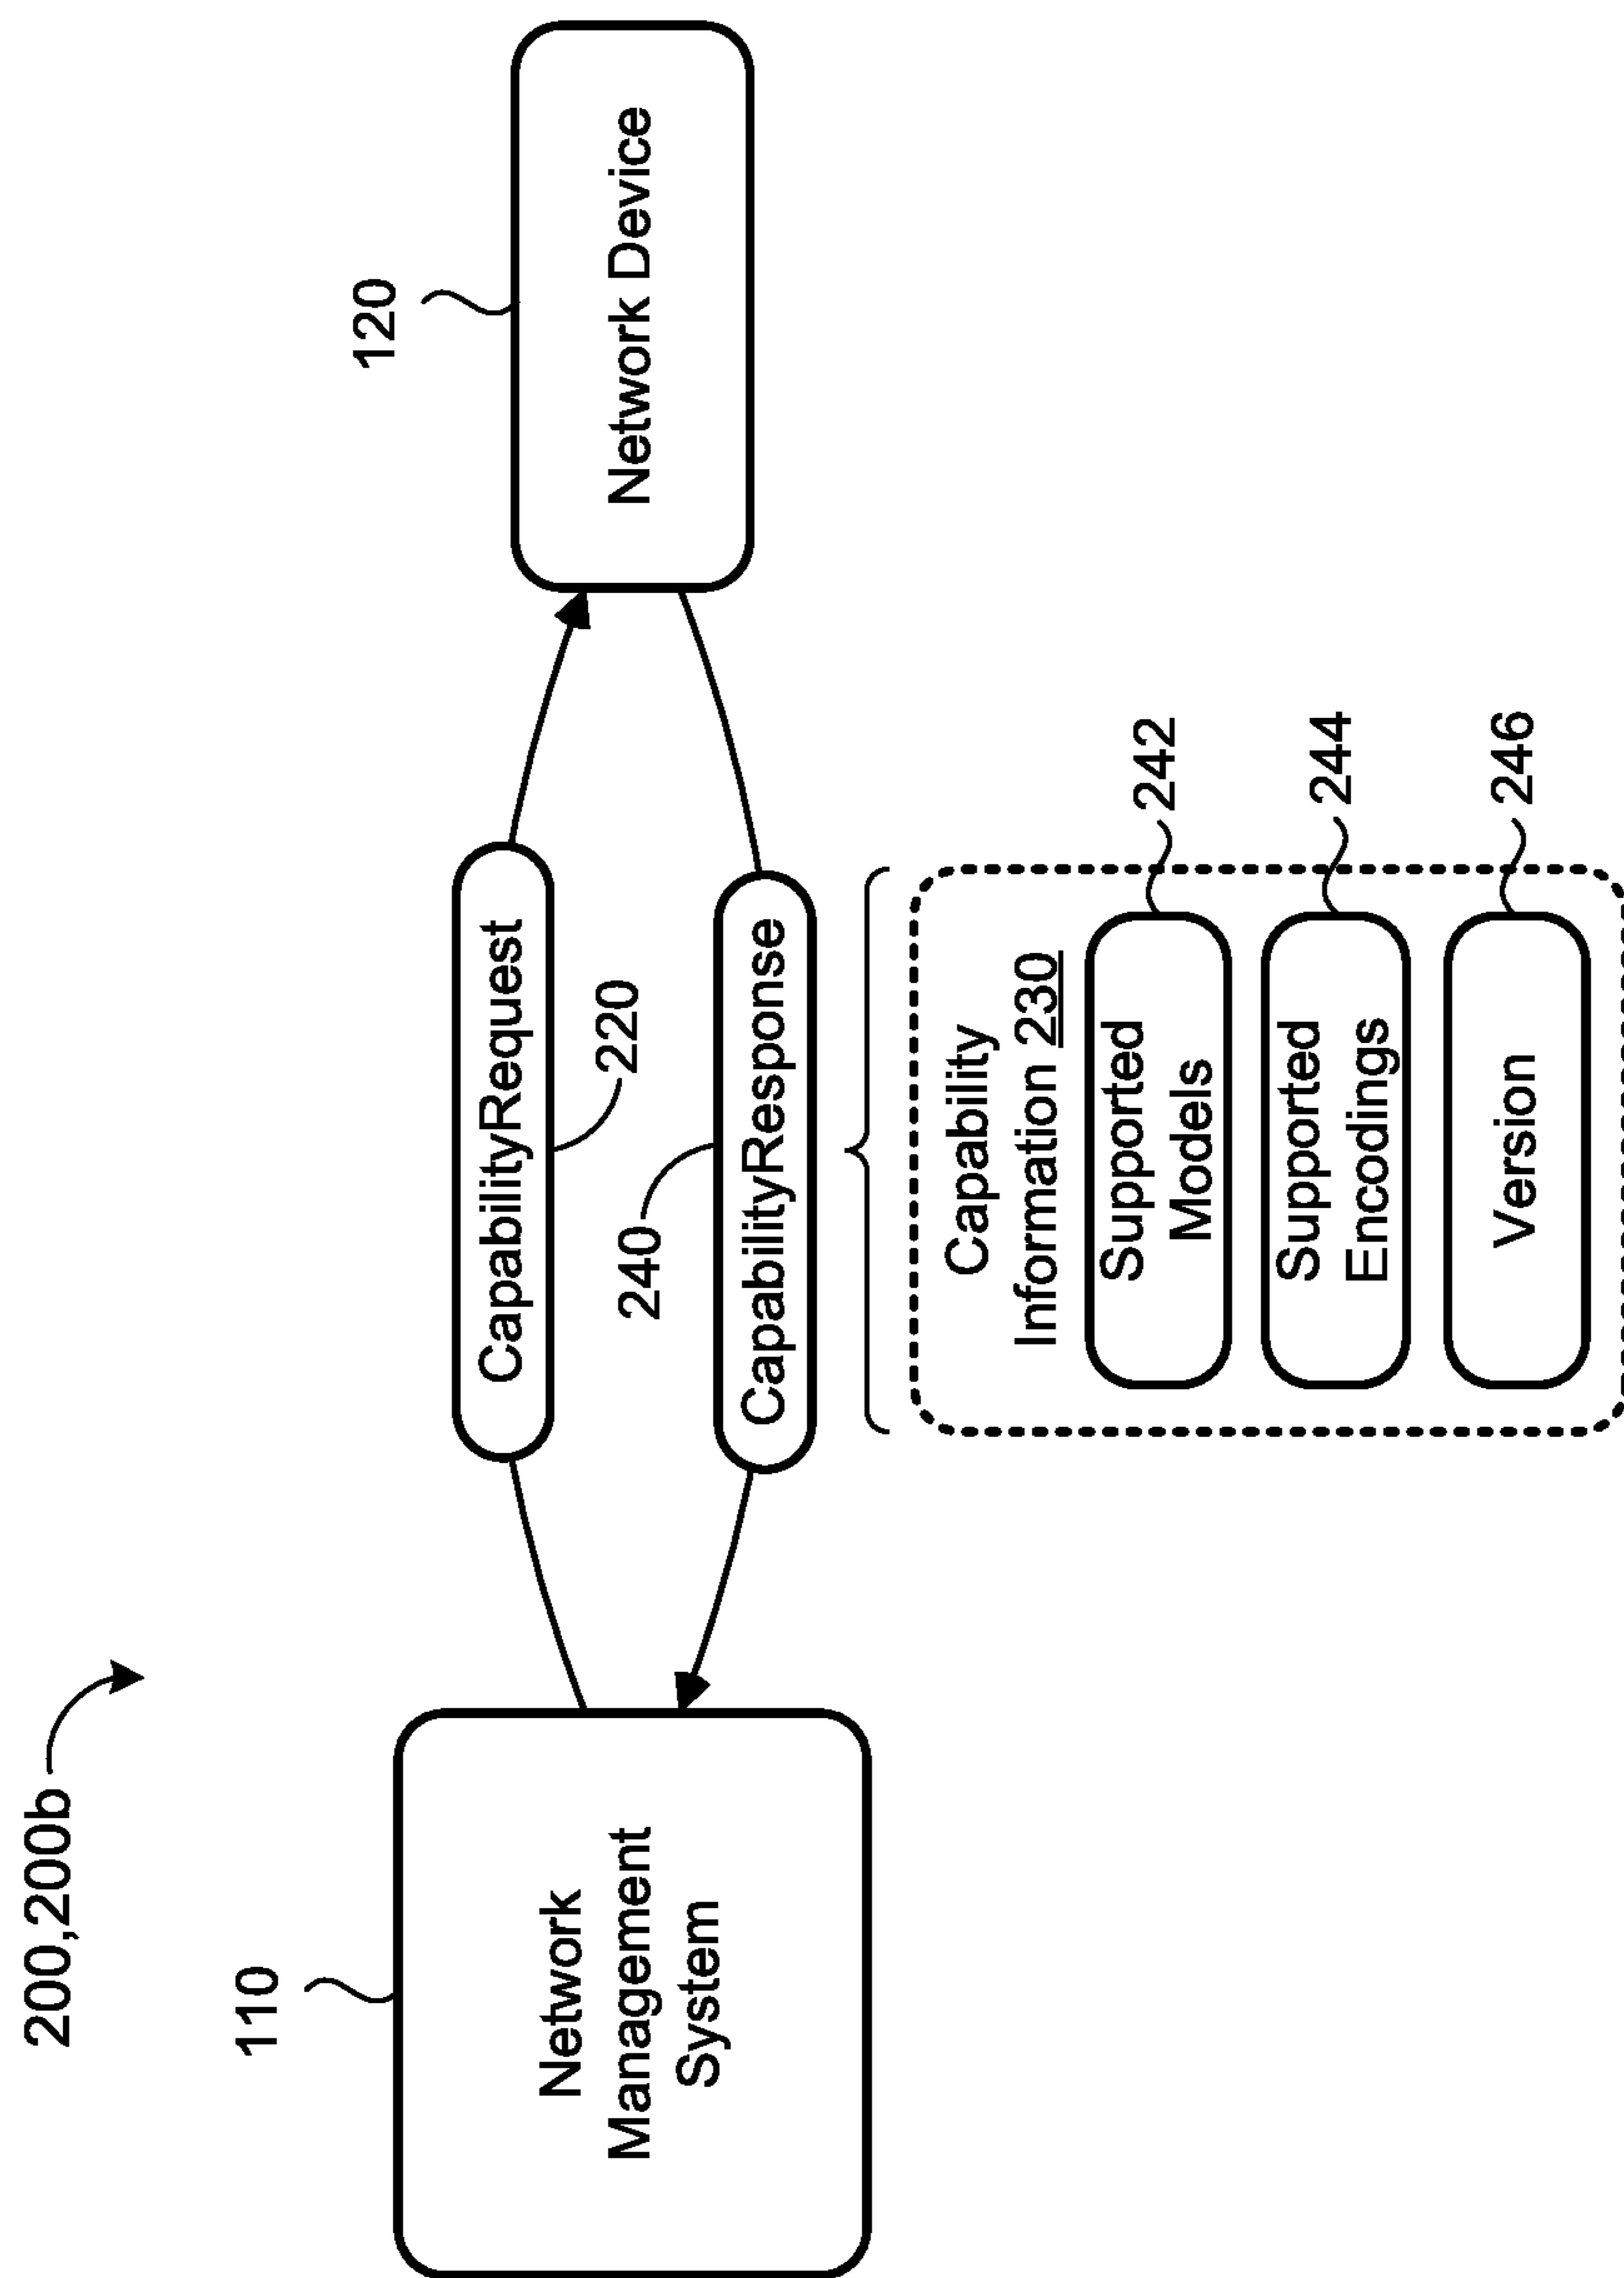 200,200b
110
120
Network
Management
System
CapabilityRequest
220
Network Device
240
CapabilityResponse
Capability
Information 230
Supported
Models
242
Supported
Encodings
244
Version
246